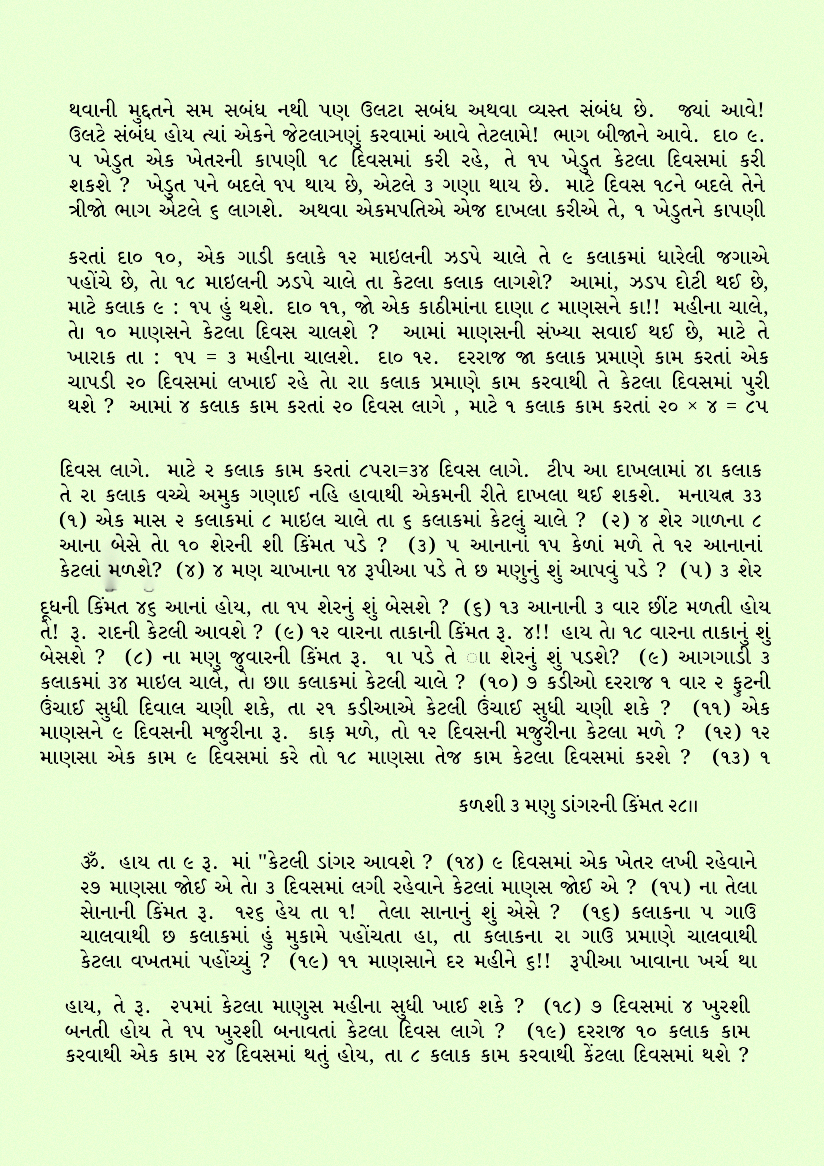 થવાની મુદ્દતને સમ સબંધ નથી પણ ઉલટા સબંધ અથવા વ્યસ્ત સંબંધ છે. જ્યાં આવે!
ઉલટે સંબંધ હોય ત્યાં એકને જેટલાગણું કરવામાં આવે તેટલામે! ભાગ બીજાને આવે. દા૦ ૯.
૫ ખેડુત એક ખેતરની કાપણી ૧૮ દિવસમાં કરી રહે, તે ૧૫ ખેડુત કેટલા દિવસમાં કરી
શકશે ? ખેડુત ૫ને બદલે ૧૫ થાય છે, એટલે ૩ ગણા થાય છે. માટે દિવસ ૧૮ને બદલે તેને
ત્રીજો ભાગ એટલે ૬ લાગશે. અથવા એકમપતિએ એજ દાખલા કરીએ તે, ૧ ખેડુતને કાપણી
કરતાં દા૦ ૧૦, એક ગાડી કલાકે ૧૨ માઇલની ઝડપે ચાલે તે ૯ કલાકમાં ધારેલી જગાએ
પહોંચે છે, તેા ૧૮ માઇલની ઝડપે ચાલે તા કેટલા કલાક લાગશે? આમાં, ઝડપ દોટી થઈ છે,
માટે કલાક ૯ : ૧૫ હું થશે. દા૦ ૧૧, જો એક કાઠીમાંના દાણા ૮ માણસને કા!! મહીના ચાલે,
તેા ૧૦ માણસને કેટલા દિવસ ચાલશે ? આમાં માણસની સંખ્યા સવાઈ થઈ છે, માટે તે
ખારાક તા : ૧૫ = ૩ મહીના ચાલશે. દા૦ ૧૨. દરરાજ જા કલાક પ્રમાણે કામ કરતાં એક
ચાપડી ૨૦ દિવસમાં લખાઈ રહે તેા રાા કલાક પ્રમાણે કામ કરવાથી તે કેટલા દિવસમાં પુરી
થશે ? આમાં ૪ કલાક કામ કરતાં ૨૦ દિવસ લાગે , માટે ૧ કલાક કામ કરતાં ૨૦ × ૪ = ૮૫
દિવસ લાગે. માટે ૨ કલાક કામ કરતાં ૮૫રા=૩૪ દિવસ લાગે. ટીપ આ દાખલામાં ૪ા કલાક
તે રા કલાક વચ્ચે અમુક ગણાઈ નહિ હાવાથી એકમની રીતે દાખલા થઈ શકશે. મનાયત્ન ૩૩
(૧) એક માસ ૨ કલાકમાં ૮ માઇલ ચાલે તા ૬ કલાકમાં કેટલું ચાલે ? (૨) ૪ શેર ગાળના ૮
આના બેસે તેા ૧૦ શેરની શી કિંમત પડે ? (૩) ૫ આનાનાં ૧૫ કેળાં મળે તે ૧૨ આનાનાં
કેટલાં મળશે? (૪) ૪ મણ ચાખાના ૧૪ રૂપીઆ પડે તે છ મણુનું શું આપવું પડે ? (૫) ૩ શેર
દૂધની કિંમત ૪૬ આનાં હોય, તા ૧૫ શેરનું શું બેસશે ? (૬) ૧૩ આનાની ૩ વાર છીંટ મળતી હોય
તે! રૂ. રાદની કેટલી આવશે ? (૯) ૧૨ વારના તાકાની કિંમત રૂ. ૪!! હાય તેા ૧૮ વારના તાકાનું શું
બેસશે ? (૮) ના મણુ જુવારની કિંમત રૂ. ૧ા પડે તે ાા શેરનું શું પડશે? (૯) આગગાડી ૩
કલાકમાં ૩૪ માઇલ ચાલે, તેા છાા કલાકમાં કેટલી ચાલે ? (૧૦) ૭ કડીઓ દરરાજ ૧ વાર ૨ ફુટની
ઉંચાઈ સુધી દિવાલ ચણી શકે, તા ૨૧ કડીઆએ કેટલી ઉંચાઈ સુધી ચણી શકે ? (૧૧) એક
માણસને ૯ દિવસની મજુરીના રૂ. કાક઼ મળે, તો ૧૨ દિવસની મજુરીના કેટલા મળે ? (૧૨) ૧૨
માણસા એક કામ ૯ દિવસમાં કરે તો ૧૮ માણસા તેજ કામ કેટલા દિવસમાં કરશે ? (૧૩) ૧
કળશી ૩ મણુ ડાંગરની કિંમત ૨૮ાા
ૐ. હાય તા ૯ રૂ. માં "કેટલી ડાંગર આવશે ? (૧૪) ૯ દિવસમાં એક ખેતર લખી રહેવાને
૨૭ માણસા જોઈ એ તેા ૩ દિવસમાં લગી રહેવાને કેટલાં માણસ જોઈ એ ? (૧૫) ના તેલા
સેાનાની કિંમત રૂ. ૧૨૬ હેય તા ૧! તેલા સાનાનું શું એસે ? (૧૬) કલાકના ૫ ગાઉ
ચાલવાથી છ કલાકમાં હું મુકામે પહોંચતા હા, તા કલાકના રા ગાઉ પ્રમાણે ચાલવાથી
કેટલા વખતમાં પહોંચ્યું ? (૧૯) ૧૧ માણસાને દર મહીને ૬!! રૂપીઆ ખાવાના ખર્ચ થા
હાય, તે રૂ. ૨૫માં કેટલા માણુસ મહીના સુધી ખાઈ શકે ? (૧૮) ૭ દિવસમાં ૪ ખુરશી
બનતી હોય તે ૧૫ ખુરશી બનાવતાં કેટલા દિવસ લાગે ? (૧૯) દરરાજ ૧૦ કલાક કામ
કરવાથી એક કામ ૨૪ દિવસમાં થતું હોય, તા ૮ કલાક કામ કરવાથી કેંટલા દિવસમાં થશે ?